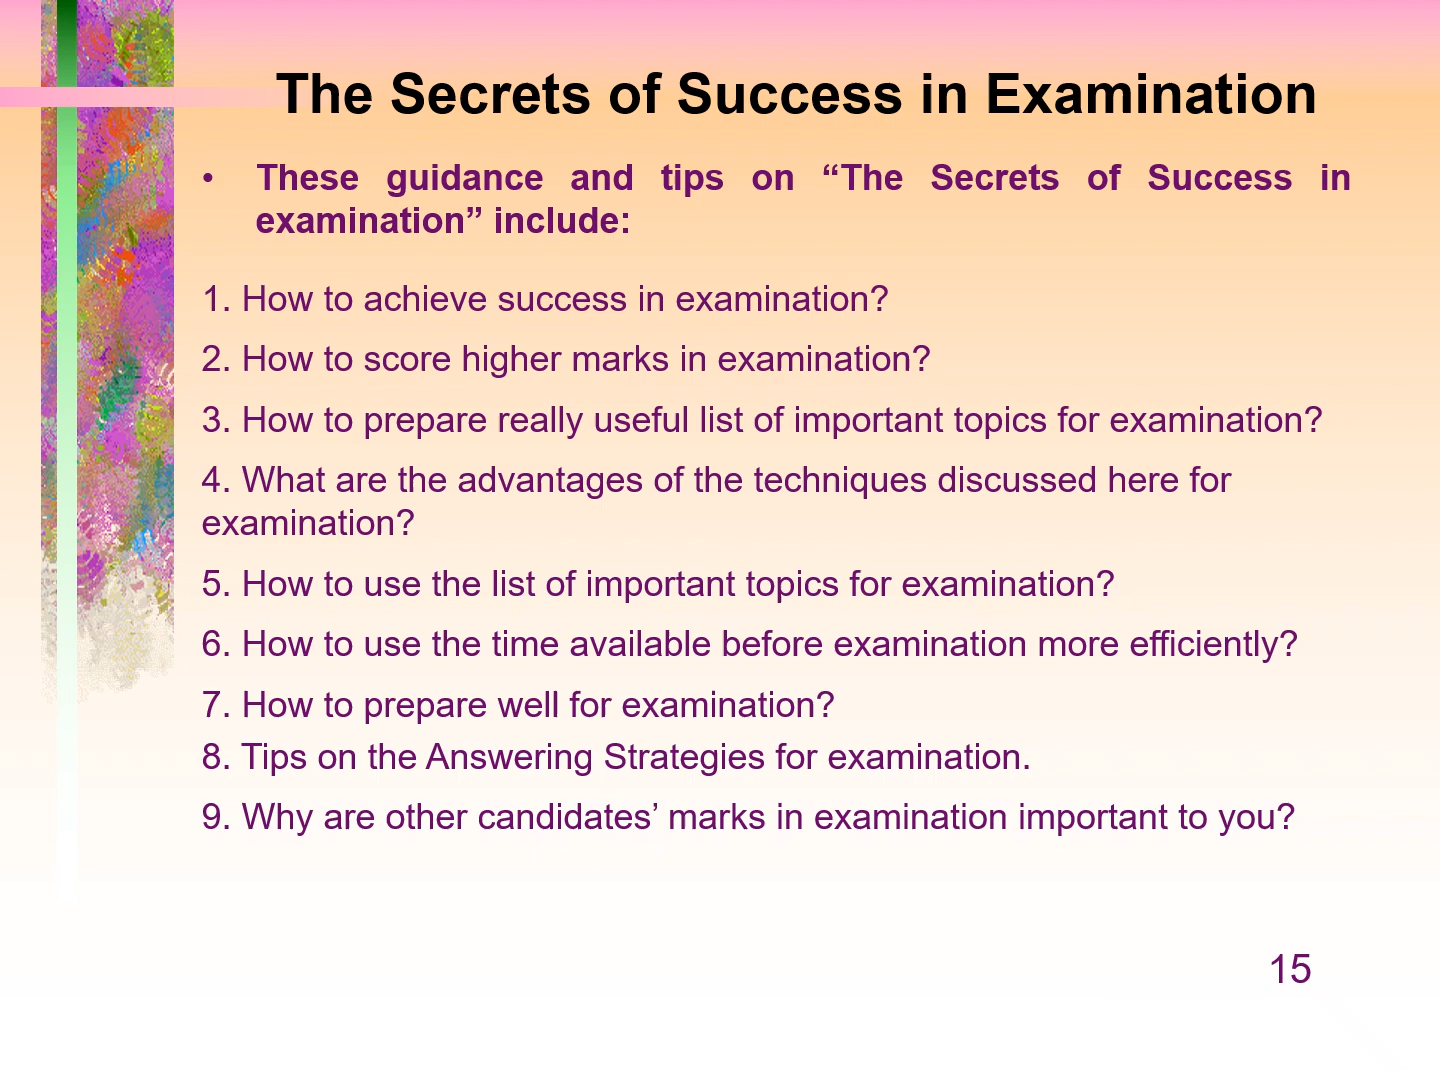 The Secrets of Success in Examination
• These guidance and tips on “The Secrets of Success in
examination” include:
1. How to achieve success in examination?
2. How to score higher marks in examination?
3. How to prepare really useful list of important topics for examination?
4. What are the advantages of the techniques discussed here for
examination?
5. How to use the list of important topics for examination?
6. How to use the time available before examination more efficiently?
7. How to prepare well for examination?
8. Tips on the Answering Strategies for examination.
9. Why are other candidates’ marks in examination important to you?
15